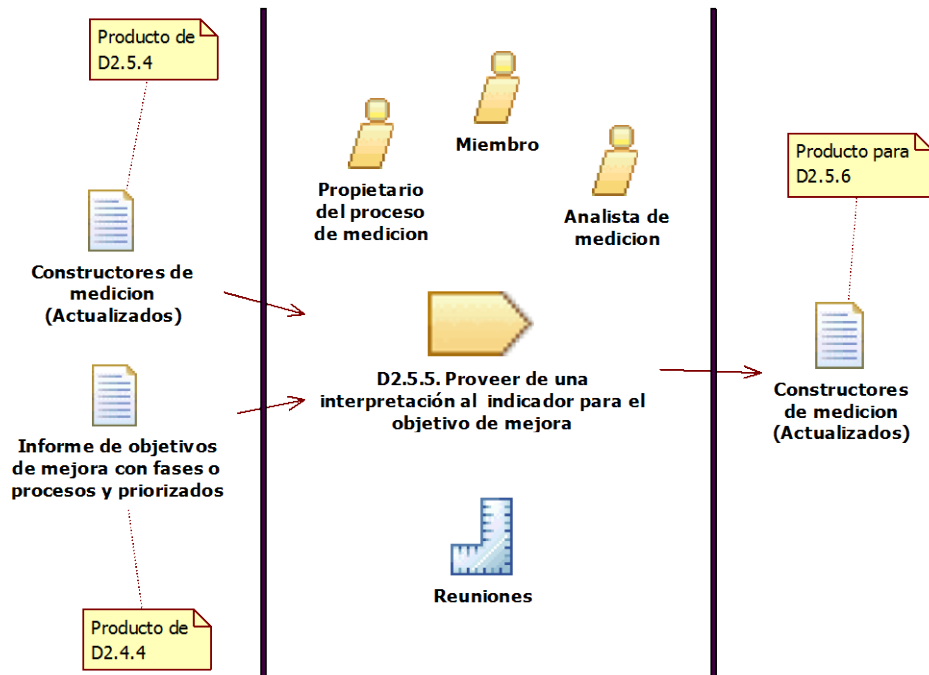 Producto de
D2.5.4
Constructores de
medicion
(Actualizados)
Informe de objetivos
de mejora con fases o
procesos y priorizados
Producto de
D2.4.4
Miembro
Propietario
del proceso
de medicion
Analista de
medicion
D2.5.5. Proveer de una
interpretación al indicador para el
objetivo de mejora
Reuniones
Producto para
D2.5.6
Constructores
de medicion
(Actualizados)